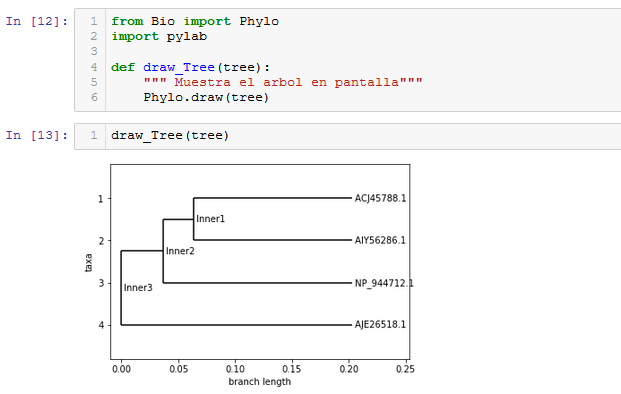 In [12]:
1 from Bio import Phylo
2 import pylab
3
4 def draw_Tree(tree):
5 """ Muestra el arbol en pantalla"""
6 Phylo.draw(tree)
In [13]:
1 draw_Tree(tree)
1
ACJ45788.1
Inner1
2
AIY56286.1
Inner2
taxa
3
NP_944712.1
Inner3
4
AJE26518.1
0.00 0.05 0.10 0.15 0.20 0.25
branch length